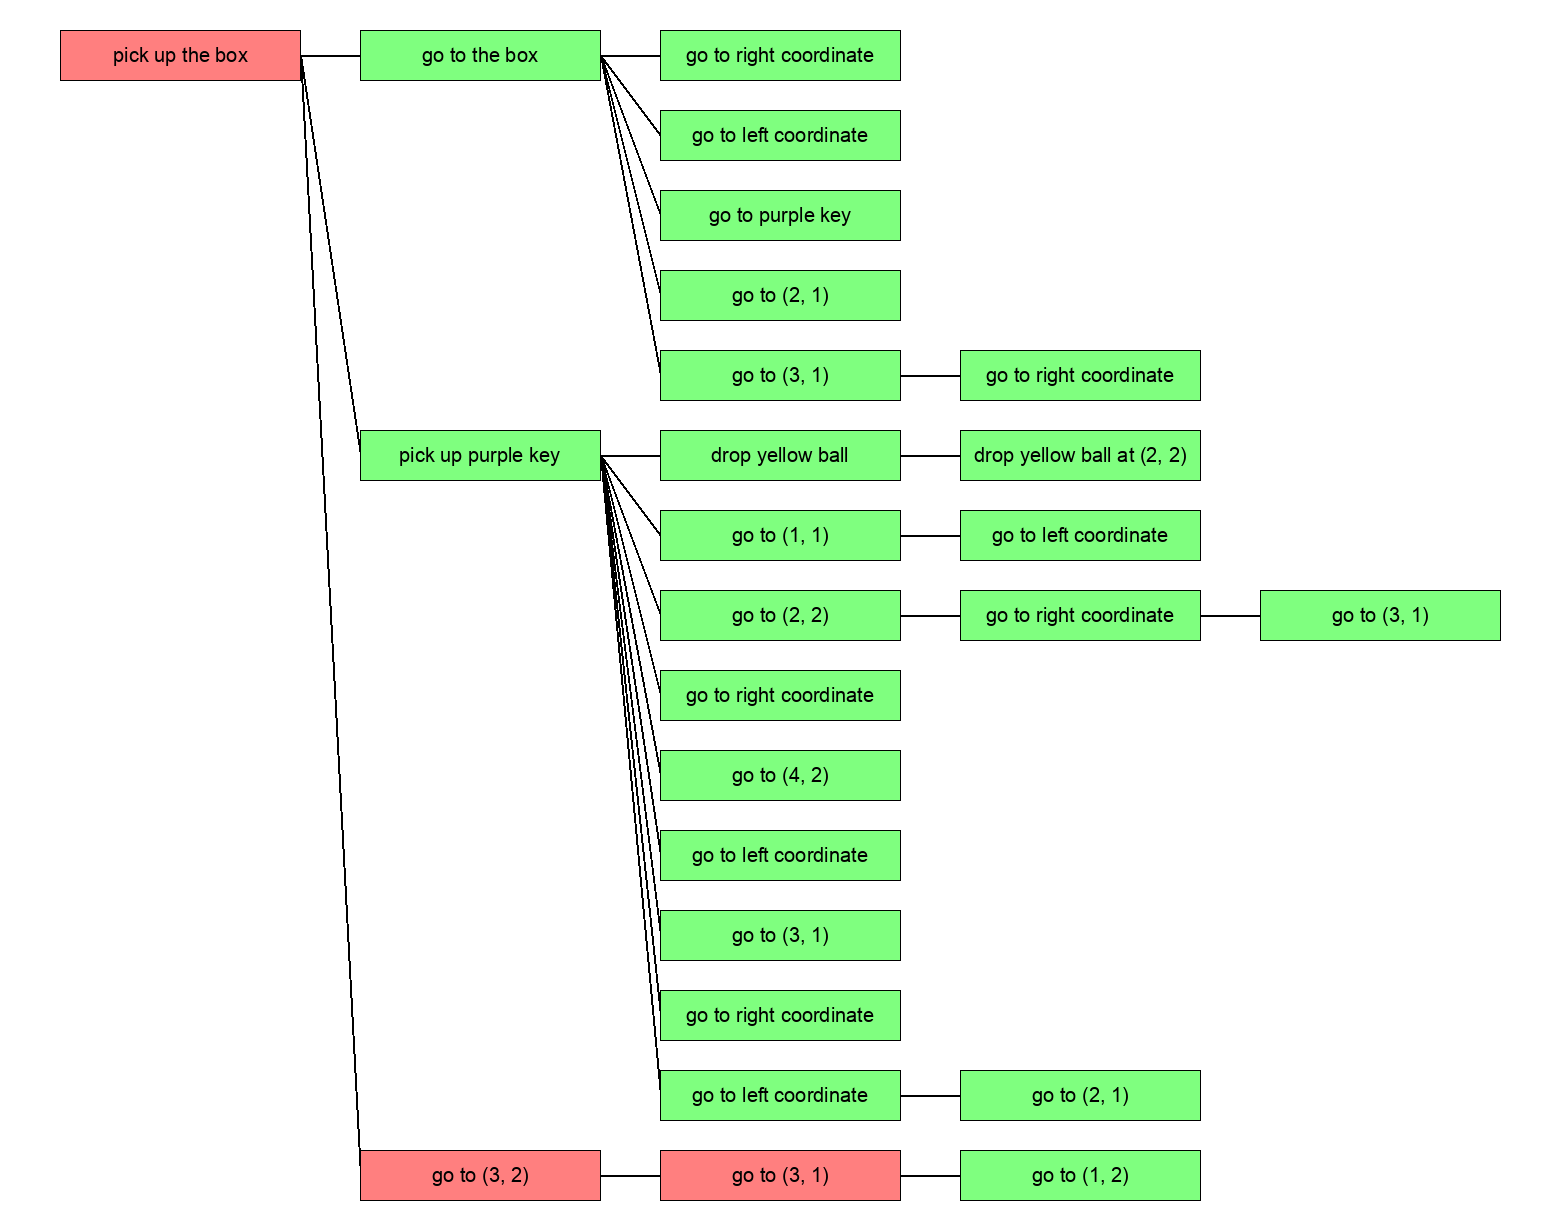 pick up the box
go to the box
go to right coordinate
go to left coordinate
go to purple key
go to (2, 1)
go to (3, 1)
go to right coordinate
pick up purple key
drop yellow ball
drop yellow ball at (2, 2)
go to (1, 1)
go to left coordinate
go to (2, 2)
go to right coordinate
go to (3, 1)
go to right coordinate
go to (4, 2)
go to left coordinate
go to (3, 1)
go to right coordinate
go to left coordinate
go to (2, 1)
go to (3, 2)
go to (3, 1)
go to (1, 2)